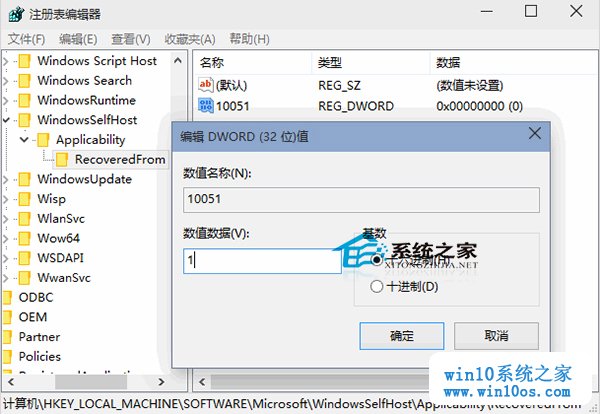 注册表编辑器
文件(F) 编辑(E) 查看(V) 收藏夹(A) 帮助(H)
Windows Script Host
Windows Search
WindowsRuntime
WindowsSelfHost
Applicability
RecoveredFrom
WindowsUpdate
Wisp
WlanSvc
Wow64
WSDAPI
WwanSvc
ODBC
OEM
Partner
Policies
名称 类型 数据
ab (默认) REG_SZ (数值未设置)
10051 REG_DWORD 0x00000000 (0)
编辑 DWORD (32 位)值
数值名称(N):
10051
数值数据(V):
1
基数
十六进制(H)
十进制(D)
确定 取消
系统之家
XITONGZHIJIA.NET
win10系统之家
www.win10os.com
计算机\HKEY_LOCAL_MACHINE\SOFTWARE\Microsoft\WindowsSelfHost\Applicability\RecoveredFrom